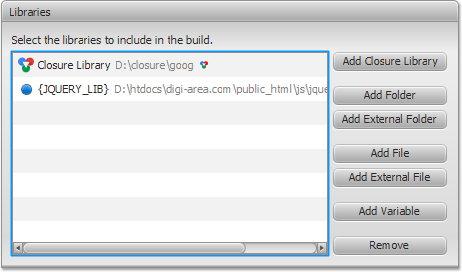 Libraries
Select the libraries to include in the build.
Closure Library D:\closure\goog
{JQUERY_LIB} D:\htdocs\digi-area.com\public_html\js\jque
Add Closure Library
Add Folder
Add External Folder
Add File
Add External File
Add Variable
Remove